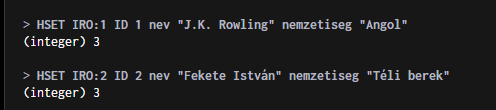 > HSET IRO:1 ID 1 nev "J.K. Rowling" nemzetiseg "Angol"
(integer) 3
> HSET IRO:2 ID 2 nev "Fekete István" nemzetiseg "Téli berek"
(integer) 3